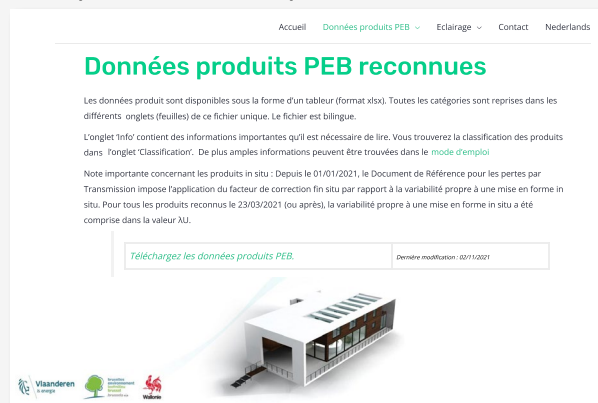 Accueil Données produits PEB Eclairage Contact Nederlands
Données produits PEB reconnues
Les données produit sont disponibles sous la forme d'un tableur (format xlsx). Toutes les catégories sont reprises dans les
différents onglets (feuilles) de ce fichier unique. Le fichier est bilingue.
L'onglet 'Info' contient des informations importantes qu'il est nécessaire de lire. Vous trouverez la classification des produits
dans l'onglet 'Classification'. De plus amples informations peuvent être trouvées dans le mode d'emploi
Note importante concernant les produits in situ : Depuis le 01/01/2021, le Document de Référence pour les pertes par
Transmission impose l'application du facteur de correction fin situ par rapport à la variabilité propre à une mise en forme in
situ. Pour tous les produits reconnus le 23/03/2021 (ou après), la variabilité propre à une mise en forme in situ a été
comprise dans la valeur λU.
Téléchargez les données produits PEB.
Dernière modification : 02/11/2021
Vlaanderen
is energie
Wallonie